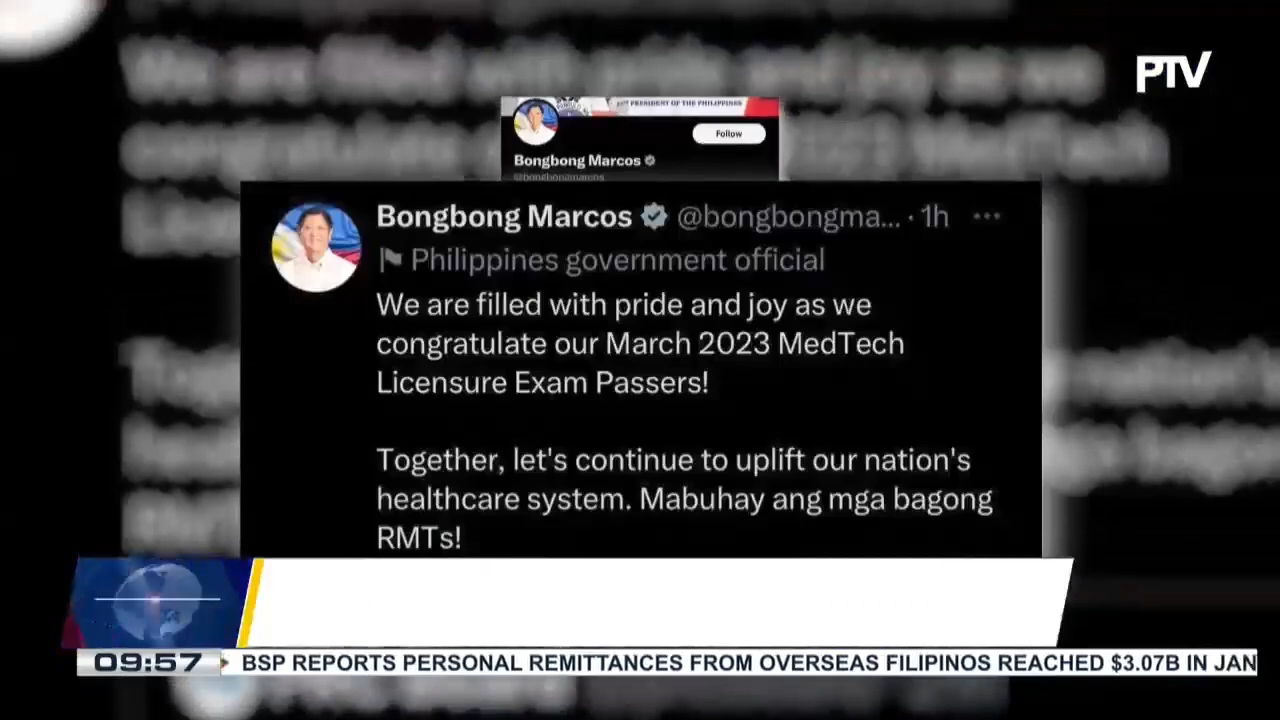 PTV
PRESIDENT OF THE PHILIPPINES
Follow
Bongbong Marcos
@bongbongmarcos
Bongbong Marcos @bongbongma... · 1h ...
Philippines government official
We are filled with pride and joy as we
congratulate our March 2023 MedTech
Licensure Exam Passers!
Together, let's continue to uplift our nation's
healthcare system. Mabuhay ang mga bagong
RMTs!
09:57 BSP REPORTS PERSONAL REMITTANCES FROM OVERSEAS FILIPINOS REACHED $3.07B IN JAN